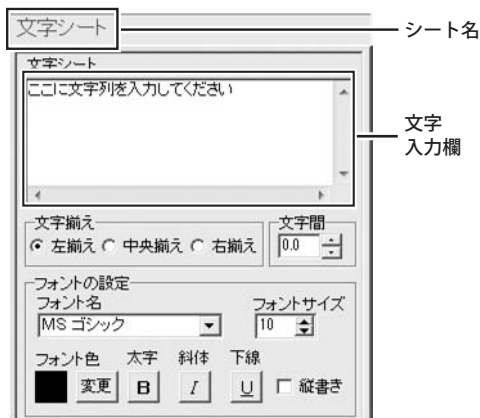 文字シート
シート名
文字シート
ここに文字列を入力してください
文字
入力欄
文字揃え
文字間
左揃え 中央揃え 右揃え
0.0
フォントの設定
フォント名
フォントサイズ
MS ゴシック
10
フォント色 太字 斜体 下線
変更 B I U 縦書き